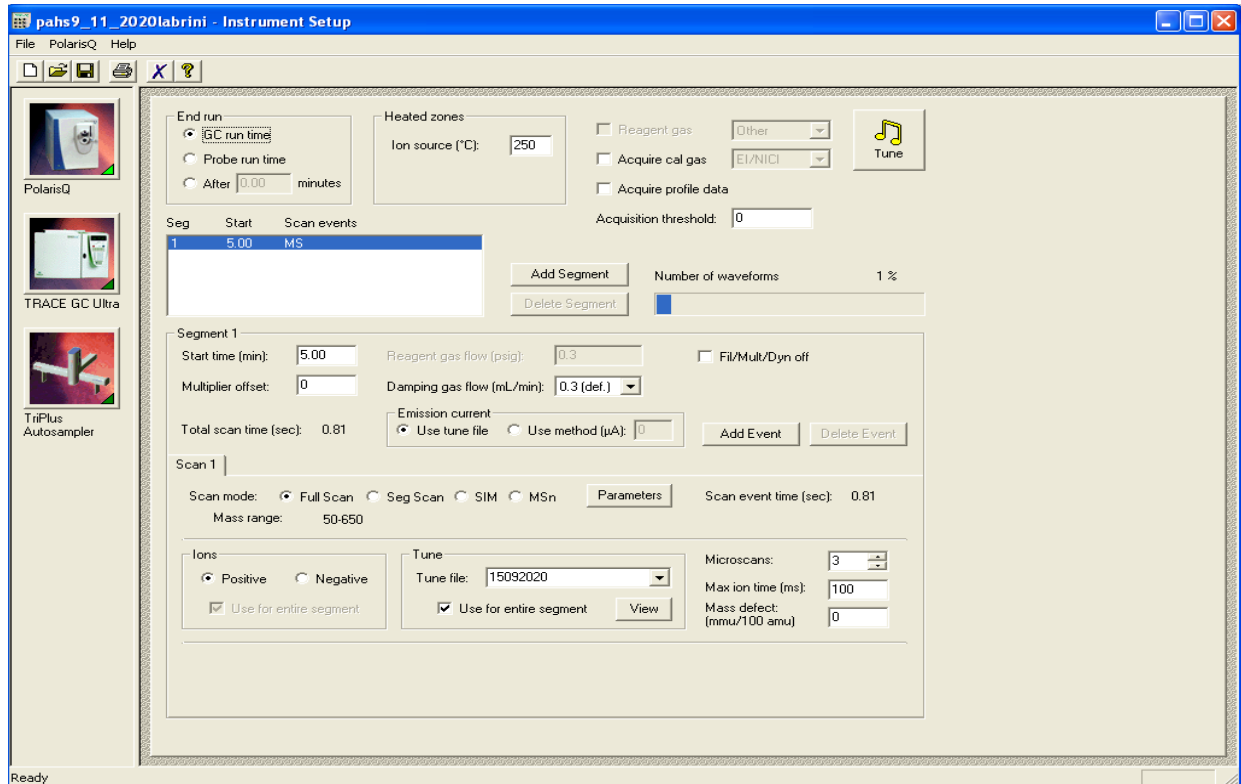 pahs9_11_2020labrini - Instrument Setup
File PolarisQ Help
PolarisQ
TRACE GC Ultra
TriPlus
Autosampler
End run
GC run time
Probe run time
After 0.00 minutes
Heated zones
Ion source (°C): 250
Reagent gas Other
Acquire cal gas EI/NICI
Acquire profile data
Acquisition threshold: 0
Tune
Seg Start Scan events
1 5.00 MS
Add Segment
Delete Segment
Number of waveforms 1 %
Segment 1
Start time (min): 5.00
Reagent gas flow (psig): 0.3
Fil/Mult/Dyn off
Multiplier offset: 0
Damping gas flow (mL/min): 0.3 (def.)
Total scan time (sec): 0.81
Emission current
Use tune file Use method (µA): 0
Add Event Delete Event
Scan 1
Scan mode: Full Scan Seg Scan SIM MSn Parameters Scan event time (sec): 0.81
Mass range: 50-650
Ions
Positive Negative
Use for entire segment
Tune
Tune file: 15092020
Use for entire segment View
Microscans: 3
Max ion time (ms): 100
Mass defect: 0
(mmu/100 amu)
Ready